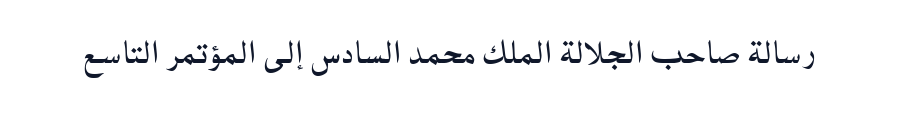 رسالة صاحب الجلالة الملك محمد السادس إلى المؤتمر التاسع